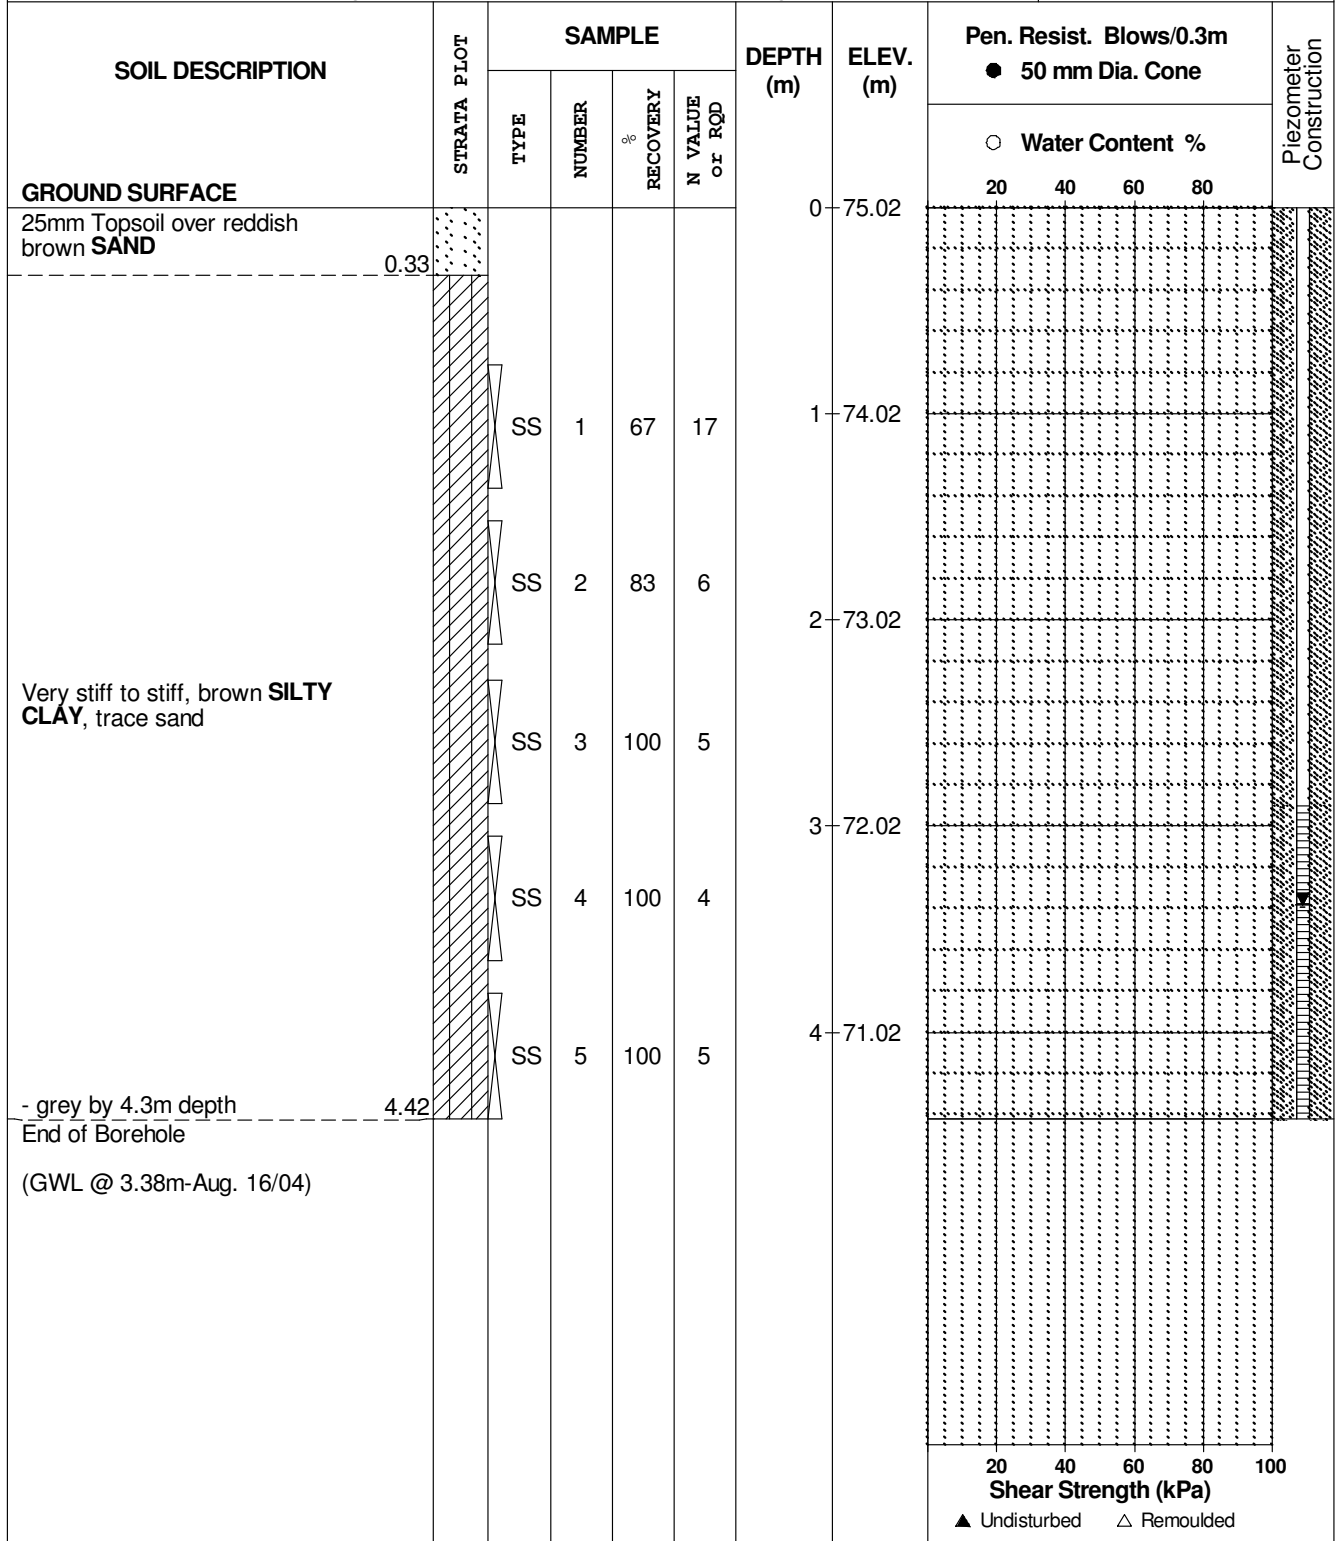 SOIL DESCRIPTION
STRATA PLOT
SAMPLE
TYPE
NUMBER
%
RECOVERY
N VALUE
or RQD
DEPTH
(m)
ELEV.
(m)
Pen. Resist. Blows/0.3m
● 50 mm Dia. Cone
○ Water Content %
Piezometer
Construction
20 40 60 80
GROUND SURFACE
0 75.02
25mm Topsoil over reddish
brown SAND
0.33
1 74.02
SS 1 67 17
SS 2 83 6
2 73.02
Very stiff to stiff, brown SILTY
CLAY, trace sand
SS 3 100 5
3 72.02
SS 4 100 4
4 71.02
SS 5 100 5
- grey by 4.3m depth 4.42
End of Borehole
(GWL @ 3.38m-Aug. 16/04)
20 40 60 80 100
Shear Strength (kPa)
▲ Undisturbed △ Remoulded